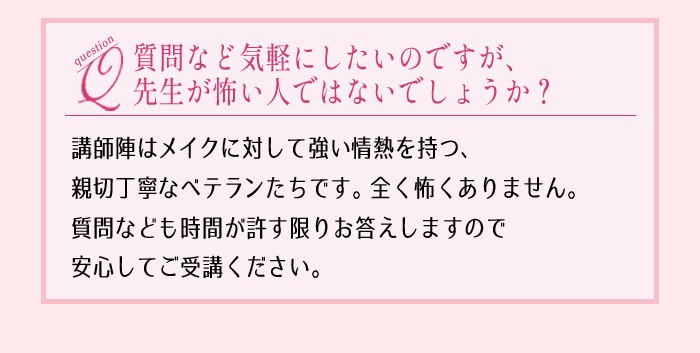 question
Q 質問など気軽にしたいのですが、
先生が怖い人ではないでしょうか？
講師陣はメイクに対して強い情熱を持つ、
親切丁寧なベテランたちです。全く怖くありません。
質問なども時間が許す限りお答えしますので
安心してご受講ください。